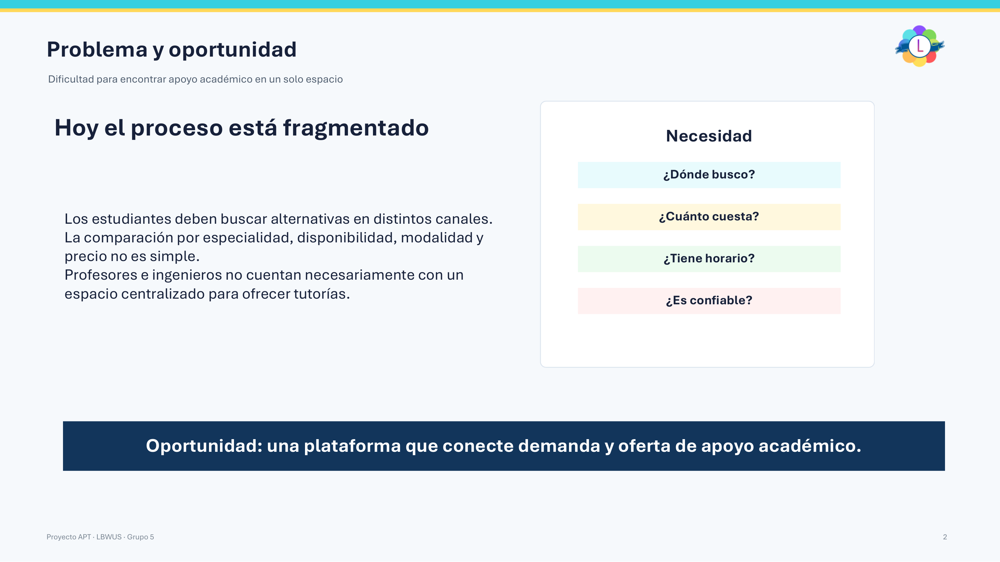 Problema y oportunidad
Dificultad para encontrar apoyo académico en un solo espacio
L
Hoy el proceso está fragmentado
Los estudiantes deben buscar alternativas en distintos canales.
La comparación por especialidad, disponibilidad, modalidad y
precio no es simple.
Profesores e ingenieros no cuentan necesariamente con un
espacio centralizado para ofrecer tutorías.
Necesidad
¿Dónde busco?
¿Cuánto cuesta?
¿Tiene horario?
¿Es confiable?
Oportunidad: una plataforma que conecte demanda y oferta de apoyo académico.
Proyecto APT · LBWUS · Grupo 5
2